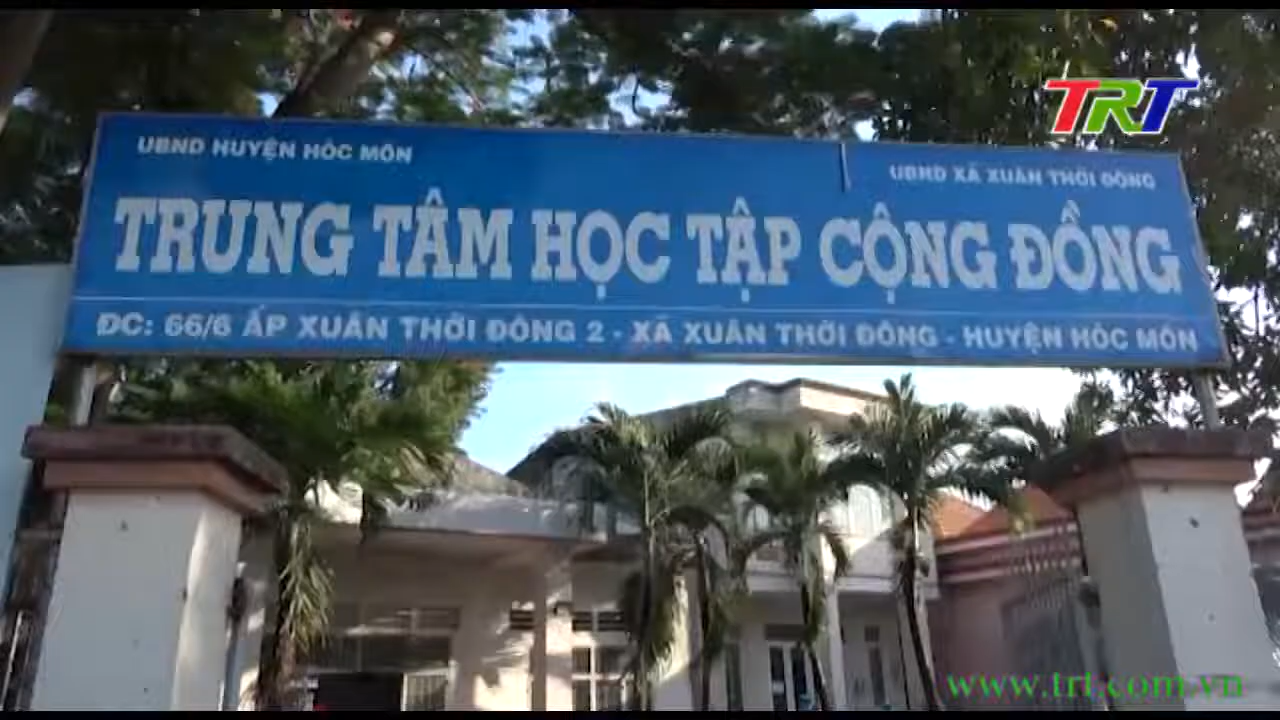 TRT
UBND HUYỆN HÓC MÔN
UBND XÃ XUÂN THỚI ĐÔNG
TRUNG TÂM HỌC TẬP CỘNG ĐỒNG
ĐC: 66/6 ẤP XUÂN THỚI ĐÔNG 2 - XÃ XUÂN THỚI ĐÔNG - HUYỆN HÓC MÔN
www.trt.com.vn